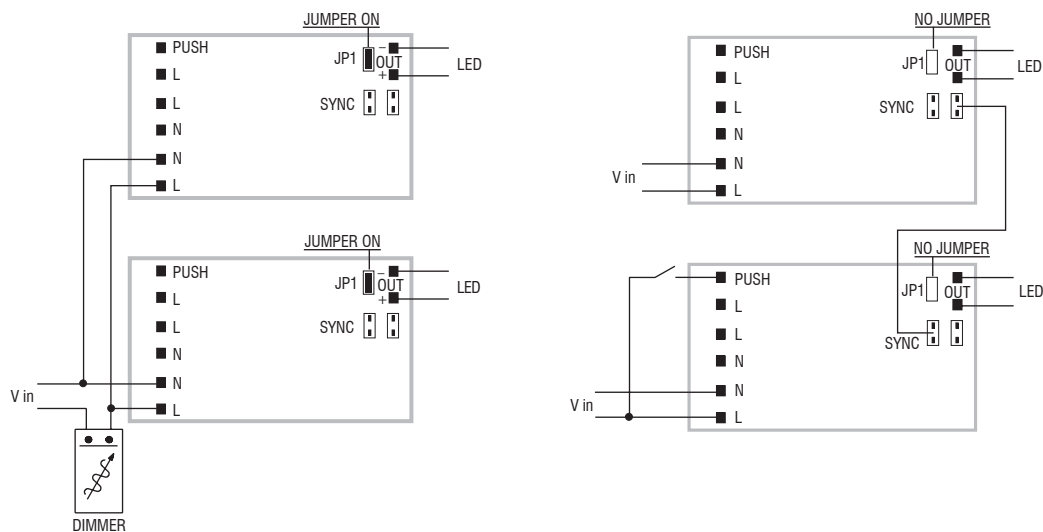 JUMPER ON
PUSH
JP1
–
OUT
+
LED
L
L
SYNC
N
N
L
JUMPER ON
PUSH
JP1
–
OUT
+
LED
L
L
SYNC
N
N
L
V in
DIMMER
NO JUMPER
PUSH
JP1
OUT
LED
L
L
SYNC
N
N
L
V in
NO JUMPER
PUSH
JP1
OUT
LED
L
L
SYNC
N
N
L
V in